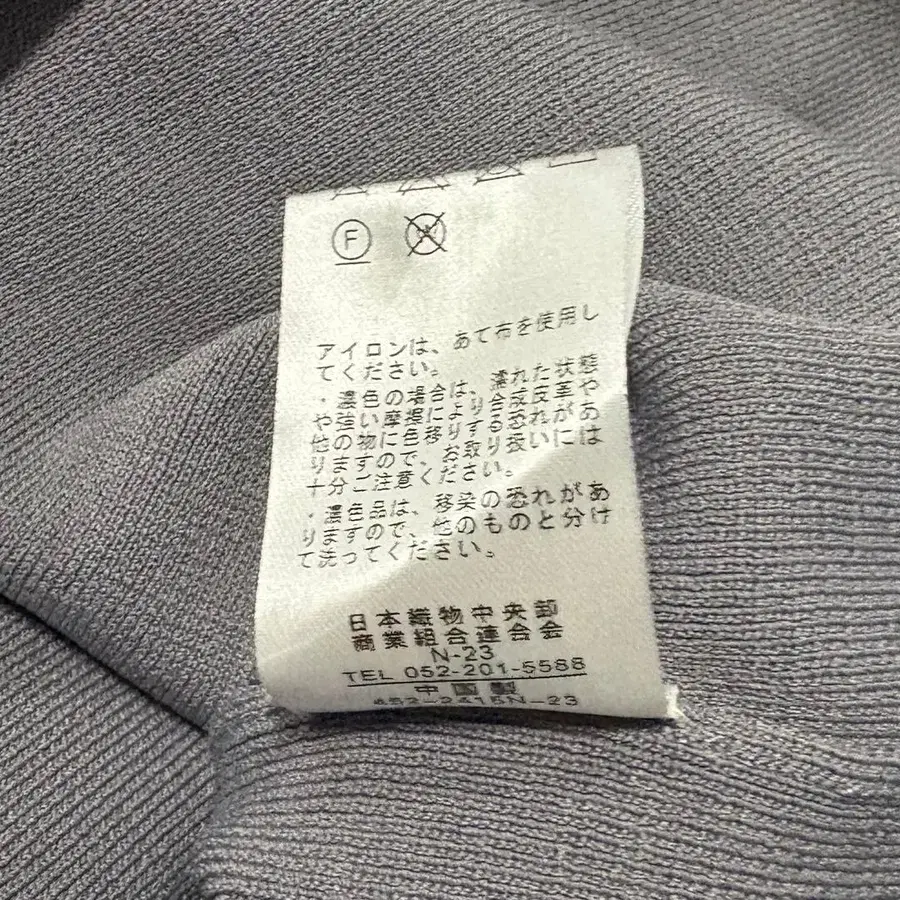 F
アイロンは、あて布を使用し
てください。
・濃色の場合は、濡れた状態
や強い摩擦により合成皮革や
他の物に色移りする恐れがあ
りますので、お取り扱いには
十分ご注意ください。
・濃色品は、移染の恐れがあ
りますので、他のものと分け
て洗ってください。
日本織物中央卸
商業組合連合会
N-23
TEL 052-201-5588
中国製
452-2415N-23